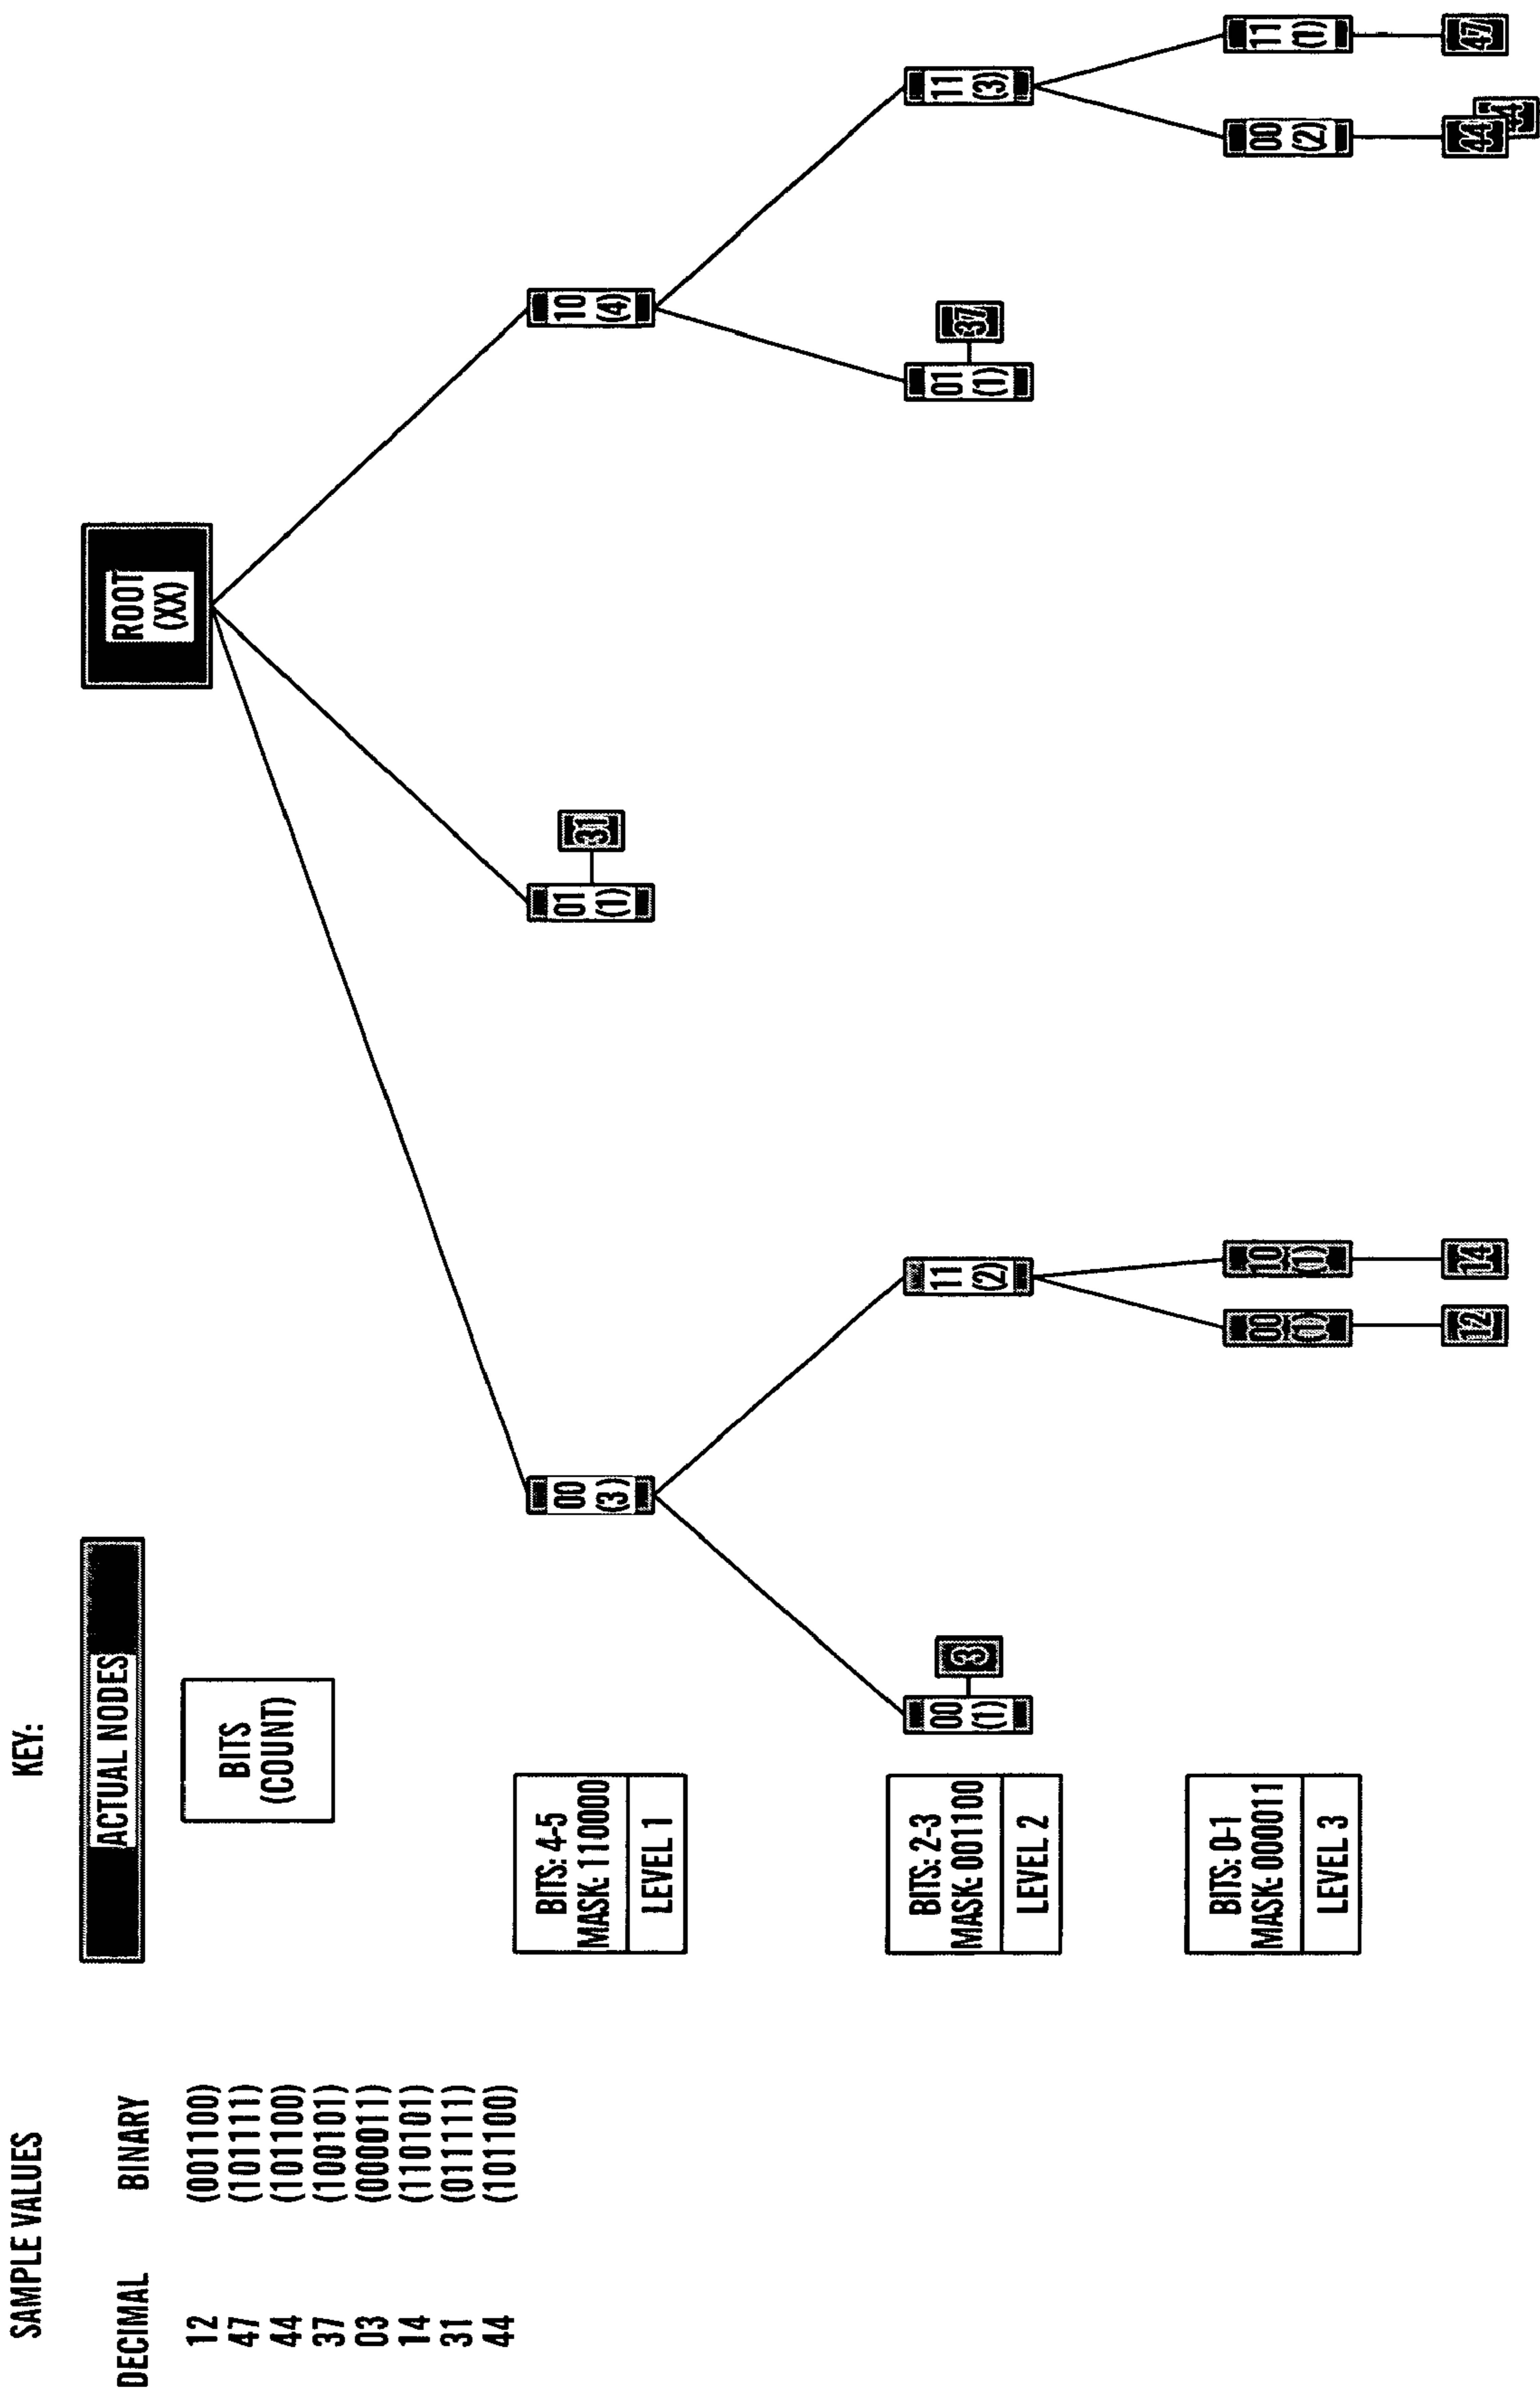 SAMPLE VALUES
DECIMAL BINARY
12 (001100)
47 (101111)
44 (101100)
37 (100101)
03 (000011)
14 (110101)
31 (011111)
44 (101100)
KEY:
ACTUAL NODES
BITS
(COUNT)
ROOT
(XX)
BITS: 4-5
MASK: 110000
LEVEL 1
00
(3)
01
(1)
31
10
(4)
BITS: 2-3
MASK: 001100
LEVEL 2
00
(1)
3
11
(2)
01
(1)
37
11
(3)
BITS: 0-1
MASK: 000011
LEVEL 3
00
(1)
10
(1)
00
(2)
11
(1)
12
14
44
44
47